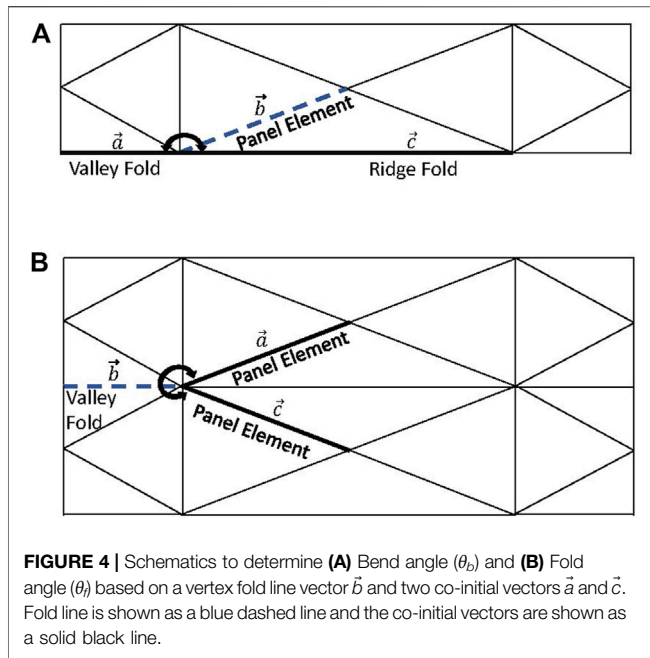 A
b⃗
Panel Element
a⃗
c⃗
Valley Fold
Ridge Fold
B
a⃗
Panel Element
b⃗
Valley
Fold
c⃗
Panel Element
FIGURE 4 | Schematics to determine (A) Bend angle (θb) and (B) Fold
angle (θf) based on a vertex fold line vector b⃗ and two co-initial vectors a⃗ and c⃗.
Fold line is shown as a blue dashed line and the co-initial vectors are shown as
a solid black line.